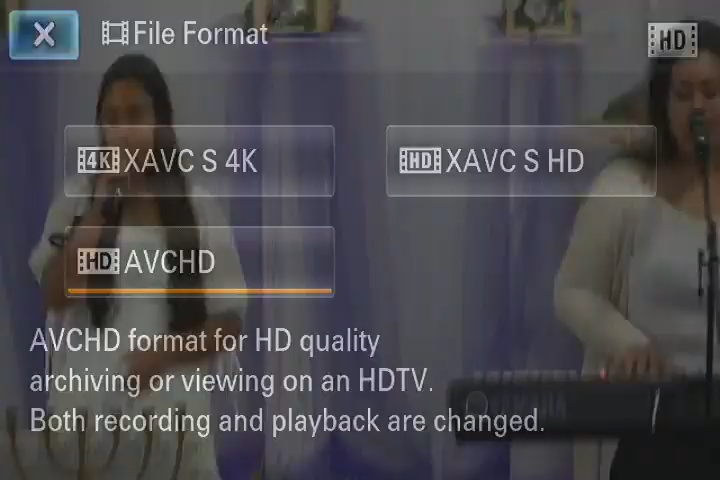 File Format
HD
4K XAVC S 4K
HD XAVC S HD
HD AVCHD
AVCHD format for HD quality
archiving or viewing on an HDTV.
Both recording and playback are changed.